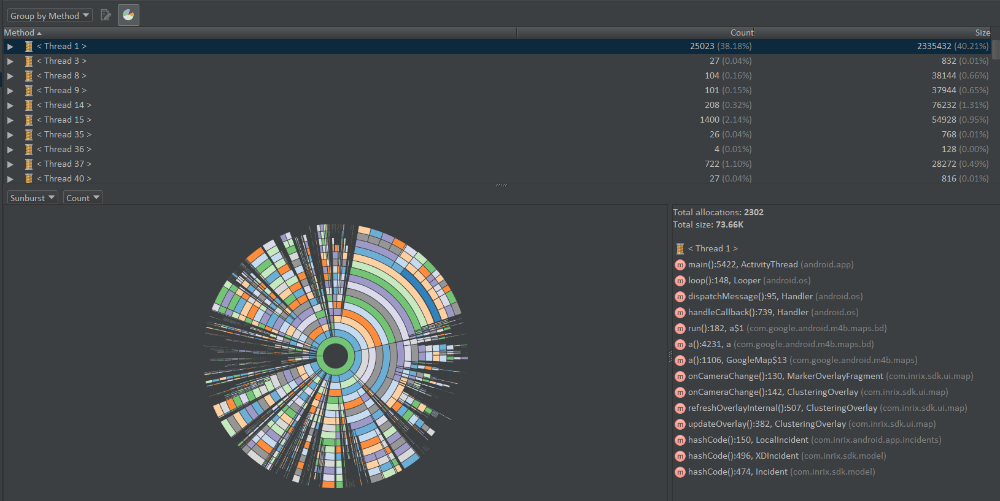 Group by Method
Method Count Size
< Thread 1 > 25023 (38.18%) 2335432 (40.21%)
< Thread 3 > 27 (0.04%) 832 (0.01%)
< Thread 8 > 104 (0.16%) 38144 (0.66%)
< Thread 9 > 101 (0.15%) 37944 (0.65%)
< Thread 14 > 208 (0.32%) 76232 (1.31%)
< Thread 15 > 1400 (2.14%) 54928 (0.95%)
< Thread 35 > 26 (0.04%) 768 (0.01%)
< Thread 36 > 4 (0.01%) 128 (0.00%)
< Thread 37 > 722 (1.10%) 28272 (0.49%)
< Thread 40 > 27 (0.04%) 816 (0.01%)
Sunburst Count
Total allocations: 2302
Total size: 73.66K
< Thread 1 >
m main():5422, ActivityThread (android.app)
m loop():148, Looper (android.os)
m dispatchMessage():95, Handler (android.os)
m handleCallback():739, Handler (android.os)
m run():182, a$1 (com.google.android.m4b.maps.bd)
m a():4231, a (com.google.android.m4b.maps.bd)
m a():1106, GoogleMap$13 (com.google.android.m4b.maps)
m onCameraChange():130, MarkerOverlayFragment (com.inrix.sdk.ui.map)
m onCameraChange():142, ClusteringOverlay (com.inrix.sdk.ui.map)
m refreshOverlayInternal():507, ClusteringOverlay (com.inrix.sdk.ui.map)
m updateOverlay():382, ClusteringOverlay (com.inrix.sdk.ui.map)
m hashCode():150, LocalIncident (com.inrix.android.app.incidents)
m hashCode():496, XDIncident (com.inrix.sdk.model)
m hashCode():474, Incident (com.inrix.sdk.model)